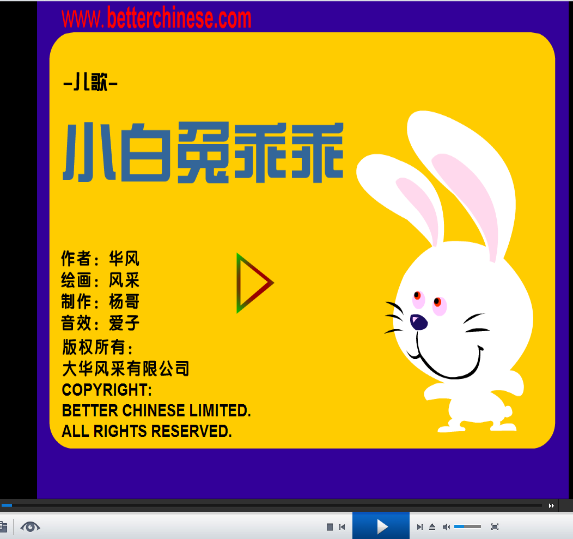 www.betterchinese.com
-儿歌-
小白兔乖乖
作者：华风
绘画：风采
制作：杨哥
音效：爱子
版权所有：
大华风采有限公司
COPYRIGHT:
BETTER CHINESE LIMITED.
ALL RIGHTS RESERVED.